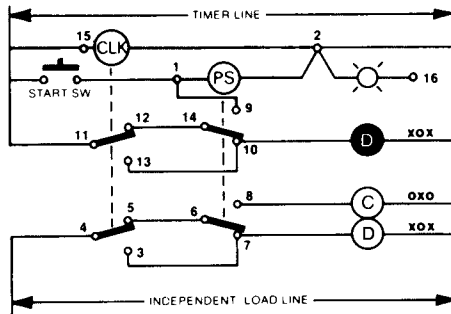 TIMER LINE
15 CLK 2
1 PS 16
START SW
9
12 14
11 10 D XOX
13
8 C OXO
5 6
4 7 D XOX
3
INDEPENDENT LOAD LINE